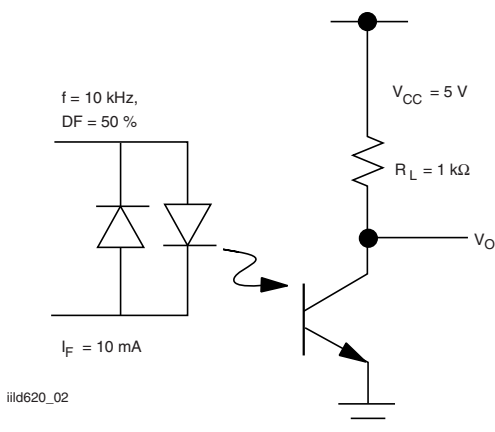 f = 10 kHz,
DF = 50 %
V_CC = 5 V
R_L = 1 kΩ
V_O
I_F = 10 mA
iild620_02